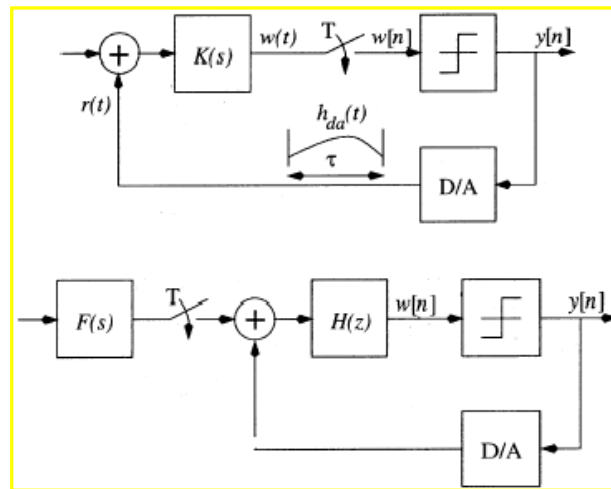 w(t) T w[n] y[n]
+ K(s)
r(t)
h_da(t)
τ
D/A
F(s) T + H(z) w[n] y[n]
D/A